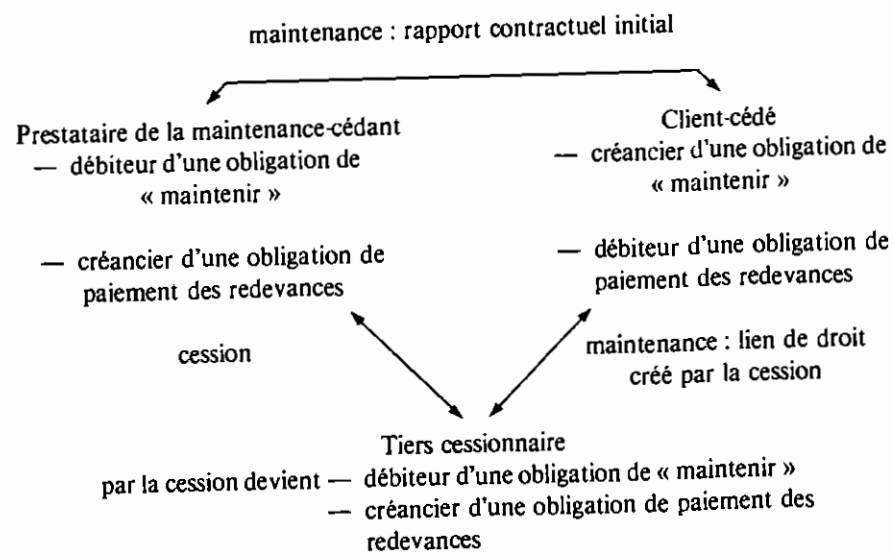 maintenance : rapport contractuel initial
Prestataire de la maintenance-cédant
— débiteur d'une obligation de
« maintenir »
— créancier d'une obligation de
paiement des redevances
Client-cédé
— créancier d'une obligation de
« maintenir »
— débiteur d'une obligation de
paiement des redevances
cession
maintenance : lien de droit
créé par la cession
Tiers cessionnaire
par la cession devient — débiteur d'une obligation de « maintenir »
— créancier d'une obligation de paiement des
redevances